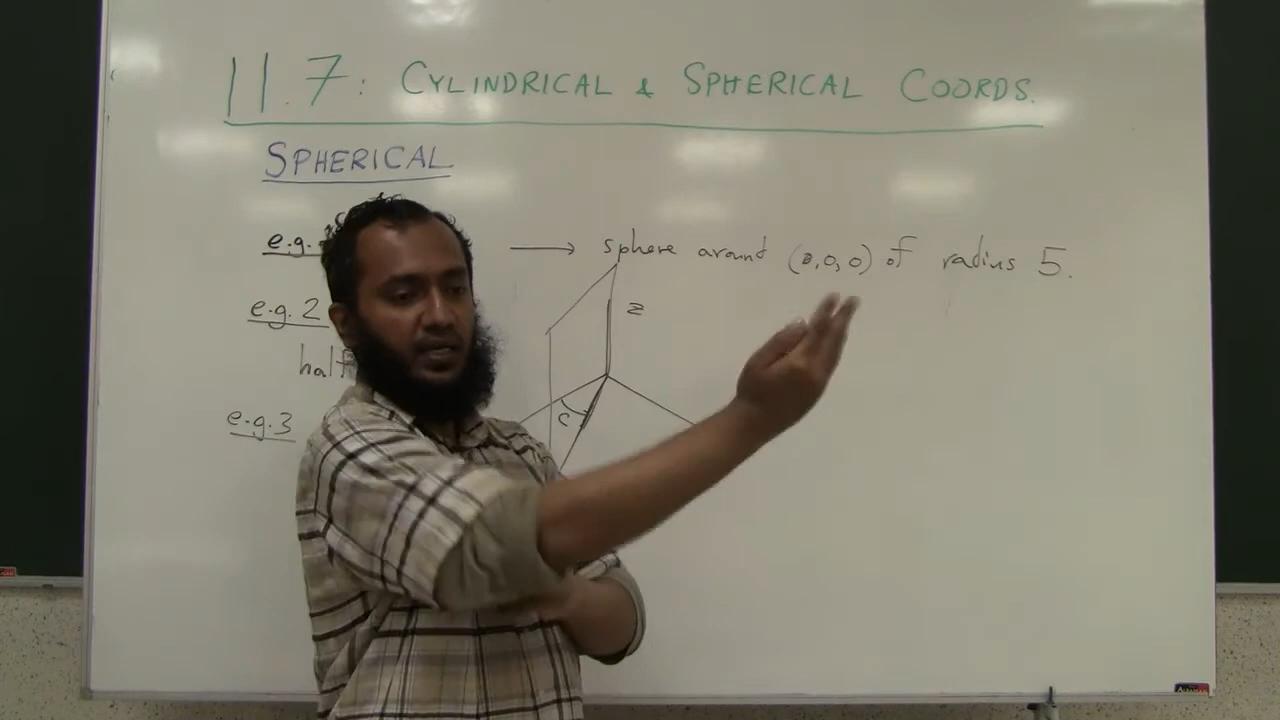 11.7: CYLINDRICAL & SPHERICAL COORDS.
SPHERICAL
e.g. → sphere around (0,0,0) of radius 5.
e.g. 2
z
half
c
e.g. 3